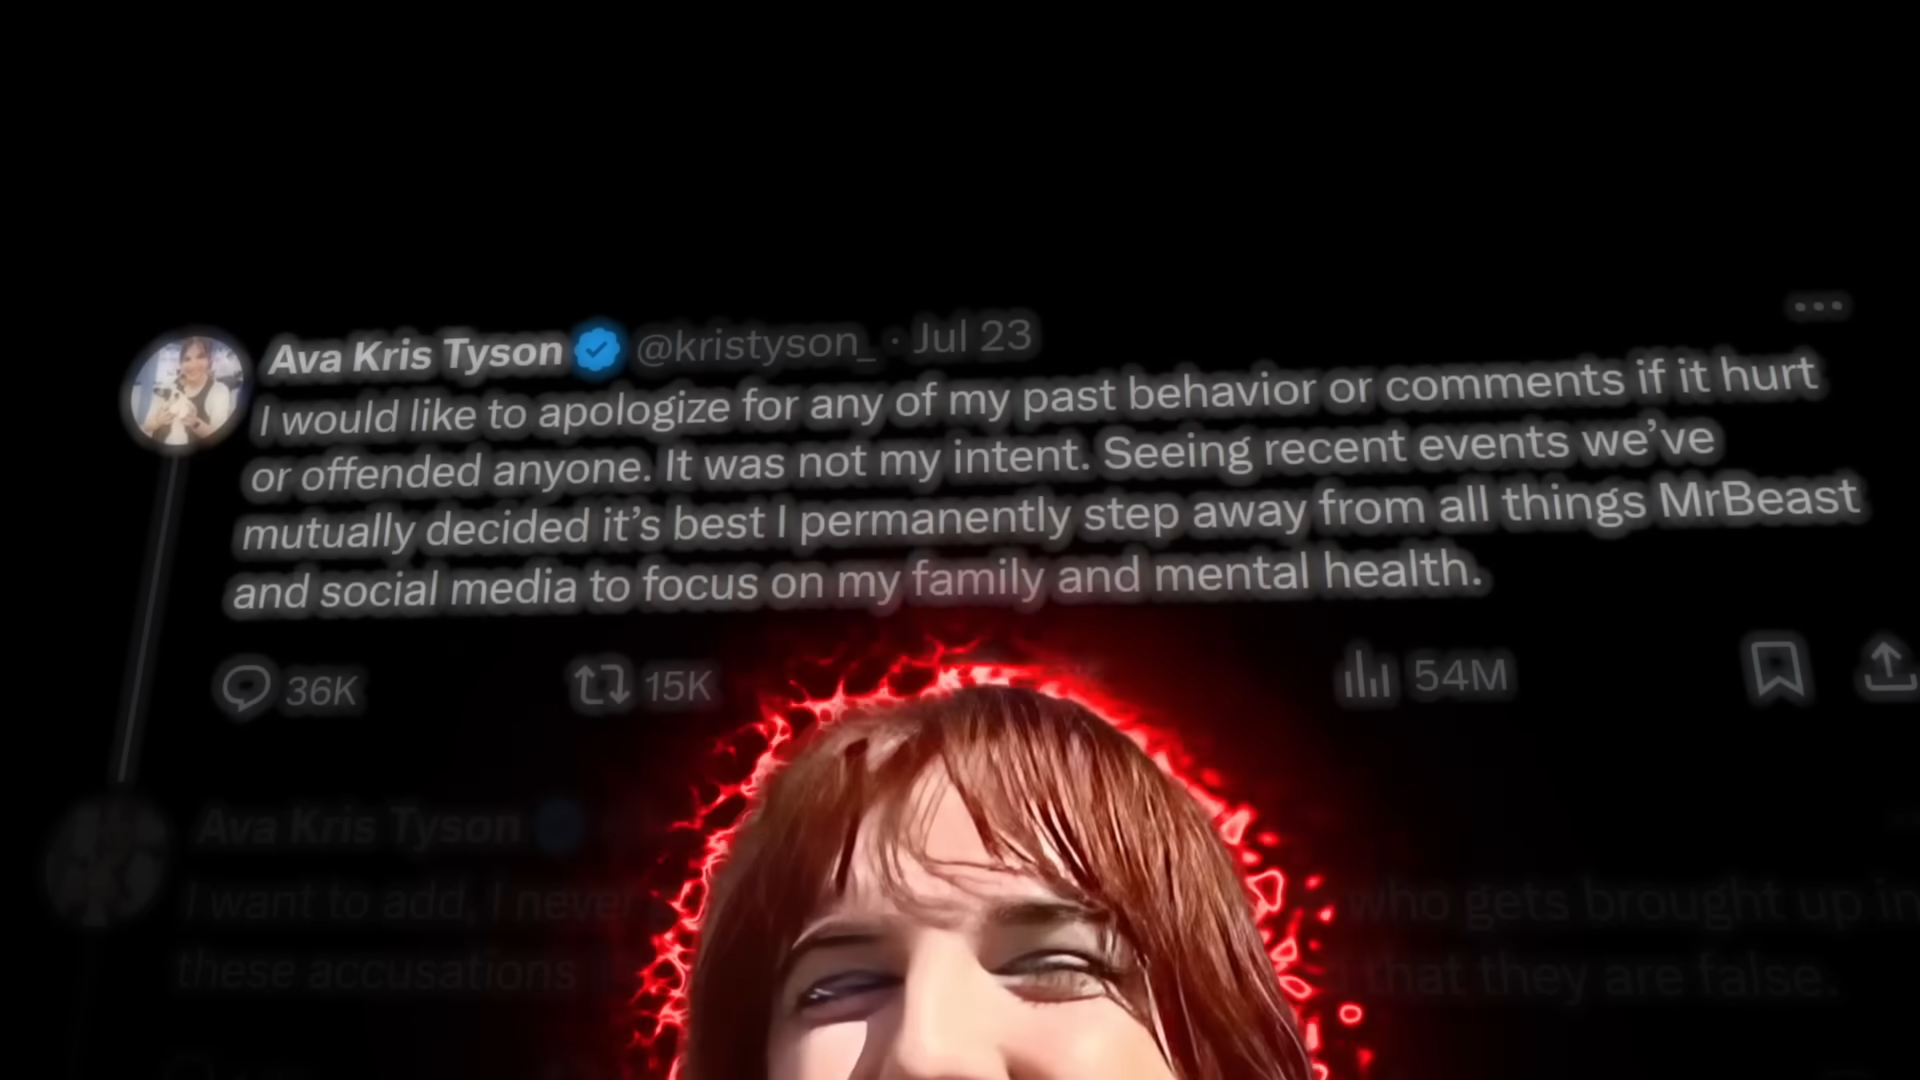 Ava Kris Tyson @kristyson_ · Jul 23
I would like to apologize for any of my past behavior or comments if it hurt
or offended anyone. It was not my intent. Seeing recent events we’ve
mutually decided it’s best I permanently step away from all things MrBeast
and social media to focus on my family and mental health.
36K 15K 54M
Ava Kris Tyson
I want to add, I never who gets brought up in
these accusations that they are false.